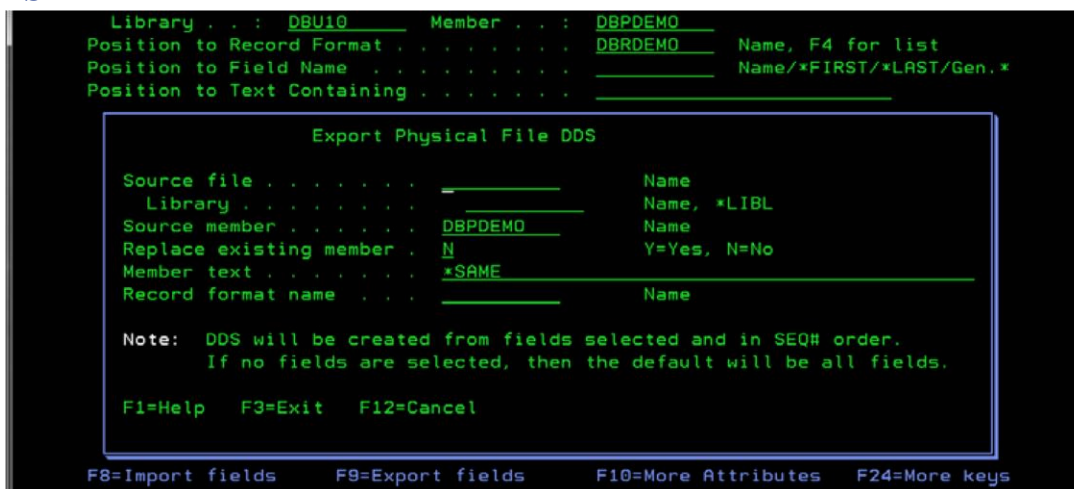 Library . . : DBU10 Member . . : DBPDEMO
Position to Record Format . . . . . . . . DBRDEMO Name, F4 for list
Position to Field Name . . . . . . . . . Name/*FIRST/*LAST/Gen.*
Position to Text Containing . . . . . . .
Export Physical File DDS
Source file . . . . . . . Name
Library . . . . . . . . Name, *LIBL
Source member . . . . . . DBPDEMO Name
Replace existing member . N Y=Yes, N=No
Member text . . . . . . . *SAME
Record format name . . . Name
Note: DDS will be created from fields selected and in SEQ# order.
If no fields are selected, then the default will be all fields.
F1=Help F3=Exit F12=Cancel
F8=Import fields F9=Export fields F10=More Attributes F24=More keys